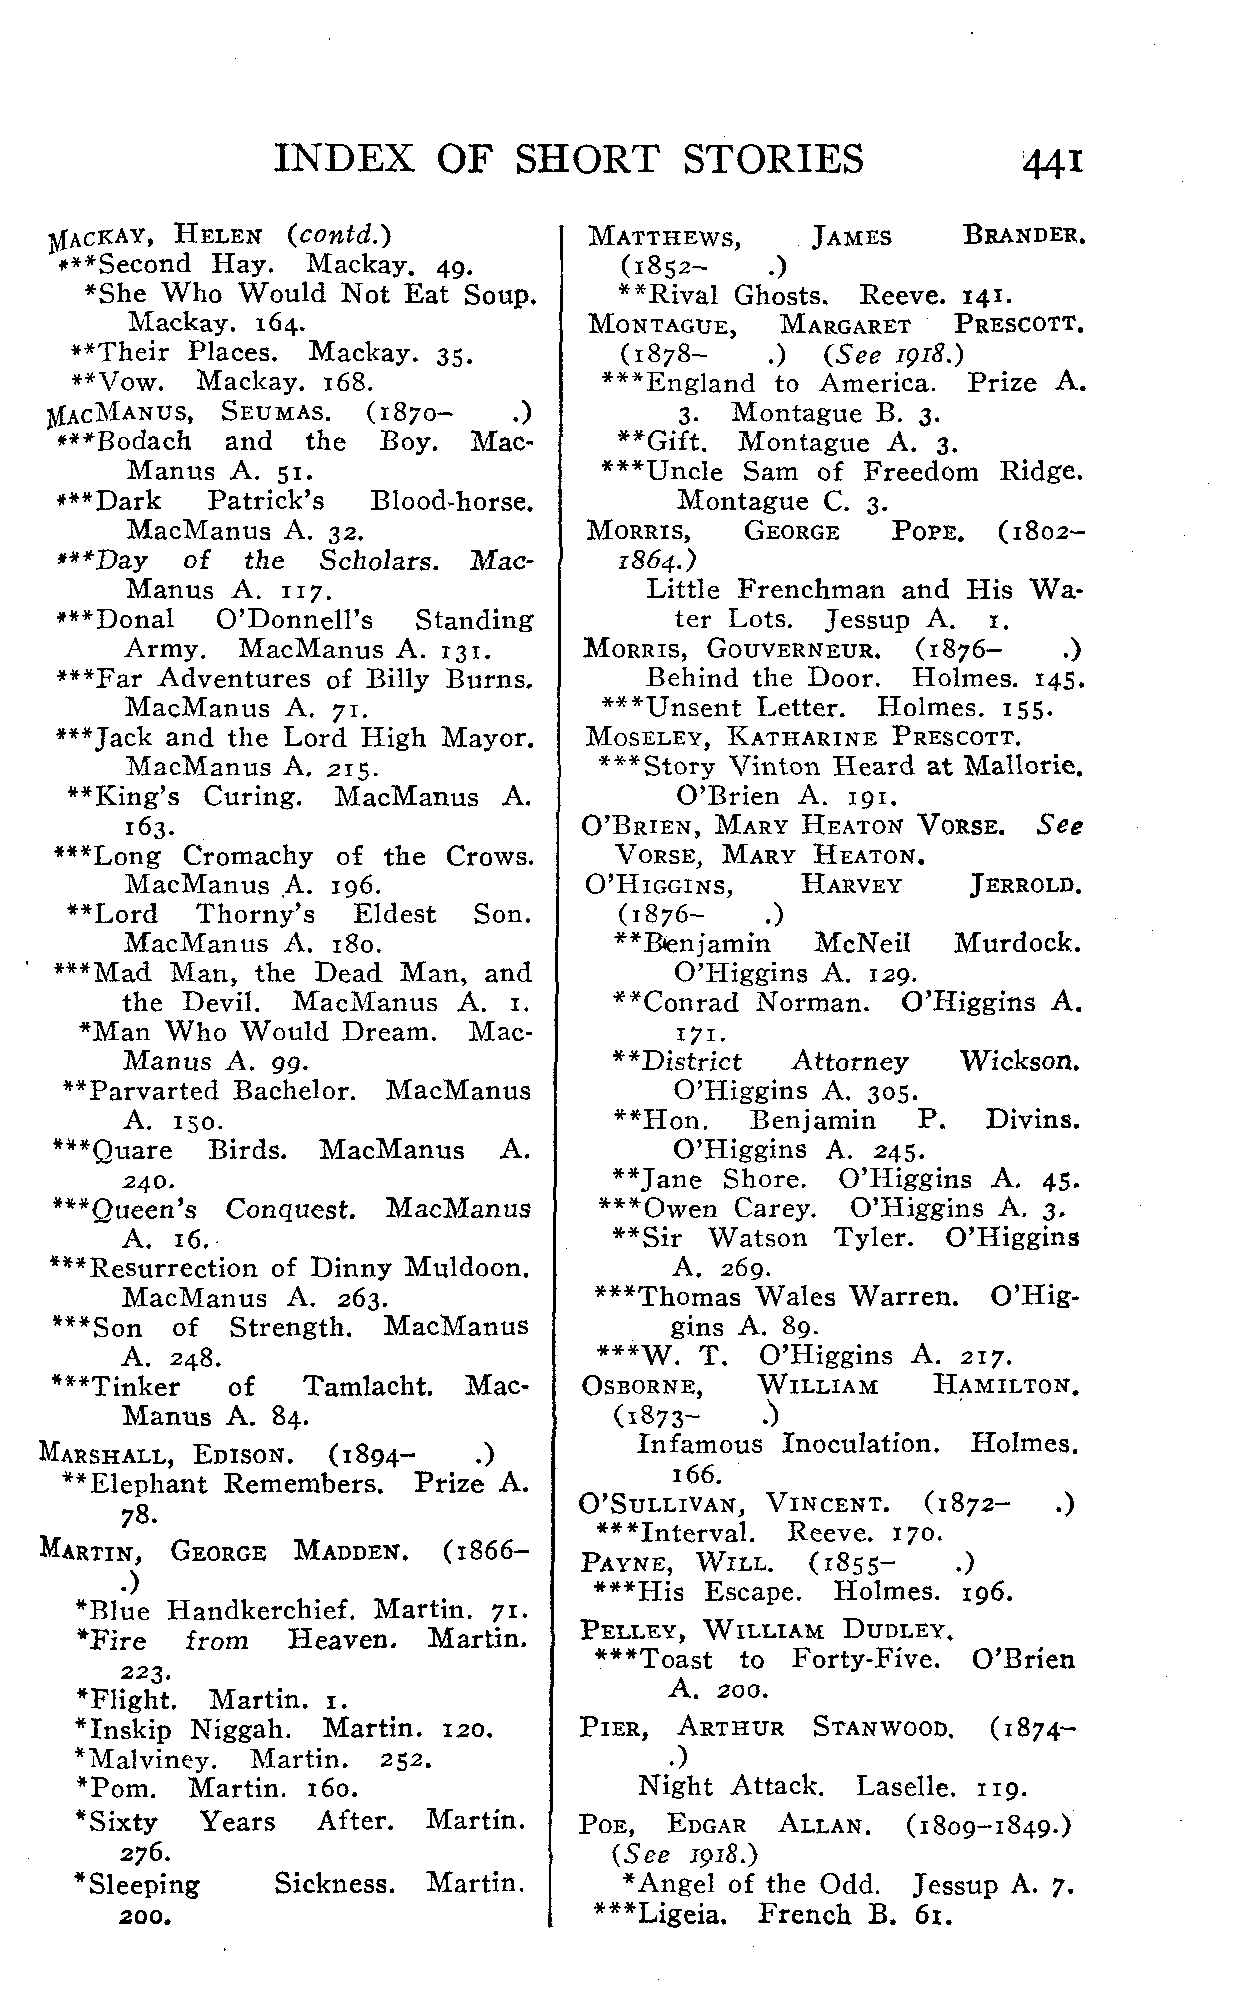 INDEX OF SHORT STORIES 441
MACKAY, HELEN (contd.)
***Second Hay. Mackay. 49.
*She Who Would Not Eat Soup.
Mackay. 164.
**Their Places. Mackay. 35.
**Vow. Mackay. 168.
MACMANUS, SEUMAS. (1870– .)
***Bodach and the Boy. Mac-
Manus A. 51.
***Dark Patrick's Blood-horse.
MacManus A. 32.
***Day of the Scholars. Mac-
Manus A. 117.
***Donal O'Donnell's Standing
Army. MacManus A. 131.
***Far Adventures of Billy Burns.
MacManus A. 71.
***Jack and the Lord High Mayor.
MacManus A. 215.
**King's Curing. MacManus A.
163.
***Long Cromachy of the Crows.
MacManus A. 196.
**Lord Thorny's Eldest Son.
MacManus A. 180.
***Mad Man, the Dead Man, and
the Devil. MacManus A. 1.
*Man Who Would Dream. Mac-
Manus A. 99.
**Parvarted Bachelor. MacManus
A. 150.
***Quare Birds. MacManus A.
240.
***Queen's Conquest. MacManus
A. 16.
***Resurrection of Dinny Muldoon.
MacManus A. 263.
***Son of Strength. MacManus
A. 248.
***Tinker of Tamlacht. Mac-
Manus A. 84.
MARSHALL, EDISON. (1894– .)
**Elephant Remembers. Prize A.
78.
MARTIN, GEORGE MADDEN. (1866–
.)
*Blue Handkerchief. Martin. 71.
*Fire from Heaven. Martin.
223.
*Flight. Martin. 1.
*Inskip Niggah. Martin. 120.
*Malviney. Martin. 252.
*Pom. Martin. 160.
*Sixty Years After. Martin.
276.
*Sleeping Sickness. Martin.
200.
MATTHEWS, JAMES BRANDER.
(1852– .)
**Rival Ghosts. Reeve. 141.
MONTAGUE, MARGARET PRESCOTT.
(1878– .) (See 1918.)
***England to America. Prize A.
3. Montague B. 3.
**Gift. Montague A. 3.
***Uncle Sam of Freedom Ridge.
Montague C. 3.
MORRIS, GEORGE POPE. (1802–
1864.)
Little Frenchman and His Wa-
ter Lots. Jessup A. 1.
MORRIS, GOUVERNEUR. (1876– .)
Behind the Door. Holmes. 145.
***Unsent Letter. Holmes. 155.
MOSELEY, KATHARINE PRESCOTT.
***Story Vinton Heard at Mallorie.
O'Brien A. 191.
O'BRIEN, MARY HEATON VORSE. See
VORSE, MARY HEATON.
O'HIGGINS, HARVEY JERROLD.
(1876– .)
**Benjamin McNeil Murdock.
O'Higgins A. 129.
**Conrad Norman. O'Higgins A.
171.
**District Attorney Wickson.
O'Higgins A. 305.
**Hon. Benjamin P. Divins.
O'Higgins A. 245.
**Jane Shore. O'Higgins A. 45.
***Owen Carey. O'Higgins A. 3.
**Sir Watson Tyler. O'Higgins
A. 269.
***Thomas Wales Warren. O'Hig-
gins A. 89.
***W. T. O'Higgins A. 217.
OSBORNE, WILLIAM HAMILTON.
(1873– .)
Infamous Inoculation. Holmes.
166.
O'SULLIVAN, VINCENT. (1872– .)
***Interval. Reeve. 170.
PAYNE, WILL. (1855– .)
***His Escape. Holmes. 196.
PELLEY, WILLIAM DUDLEY.
***Toast to Forty-Five. O'Brien
A. 200.
PIER, ARTHUR STANWOOD. (1874–
.)
Night Attack. Laselle. 119.
POE, EDGAR ALLAN. (1809–1849.)
(See 1918.)
*Angel of the Odd. Jessup A. 7.
***Ligeia. French B. 61.